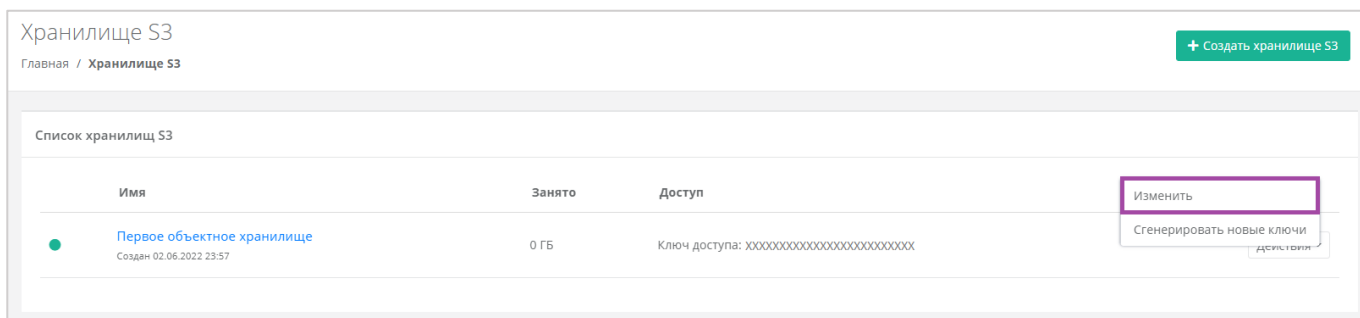 Хранилище S3
+ Создать хранилище S3
Главная / Хранилище S3
Список хранилищ S3
Имя Занято Доступ
Изменить
Первое объектное хранилище
Создан 02.06.2022 23:57
0 ГБ
Ключ доступа: XXXXXXXXXXXXXXXXXXXXXXXXX
Сгенерировать новые ключи
Действия